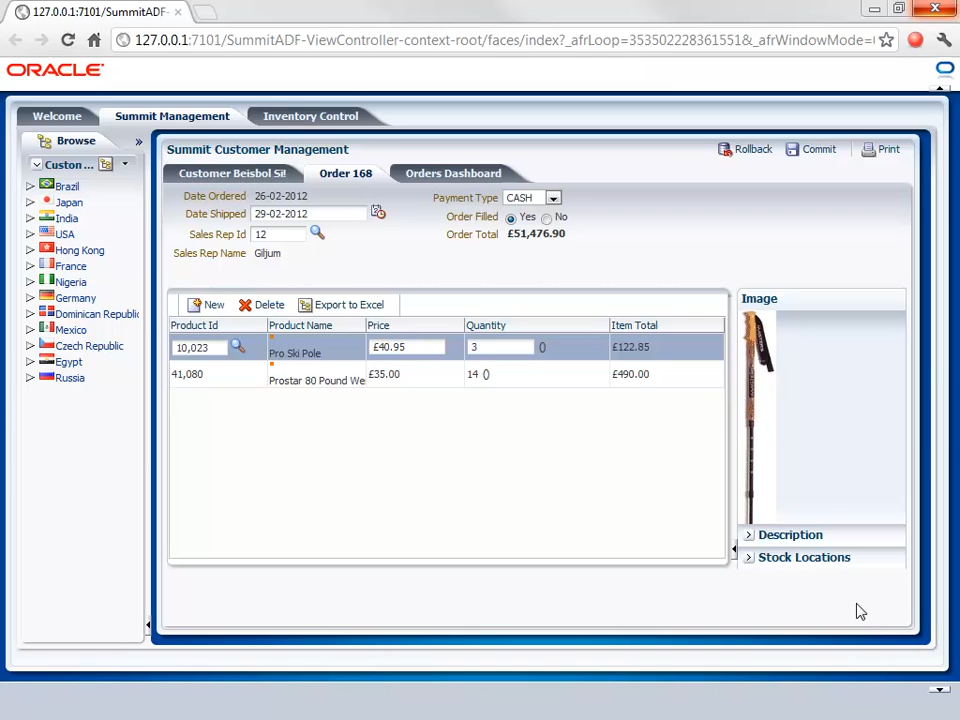 127.0.0.1:7101/SummitADF-
127.0.0.1:7101/SummitADF-ViewController-context-root/faces/index?_afrLoop=353502228361551&_afrWindowMode=
ORACLE
Welcome
Summit Management
Inventory Control
Browse
»
Custon ...
Brazil
Japan
India
USA
Hong Kong
France
Nigeria
Germany
Dominican Republic
Mexico
Czech Republic
Egypt
Russia
Summit Customer Management
Rollback
Commit
Print
Customer Beisbol Si!
Order 168
Orders Dashboard
Date Ordered 26-02-2012
Date Shipped 29-02-2012
Sales Rep Id 12
Sales Rep Name Giljum
Payment Type CASH
Order Filled Yes No
Order Total £51,476.90
New Delete Export to Excel
Product Id Product Name Price Quantity Item Total
10,023 Pro Ski Pole £40.95 3 () £122.85
41,080 Prostar 80 Pound We £35.00 14 () £490.00
Image
Description
Stock Locations